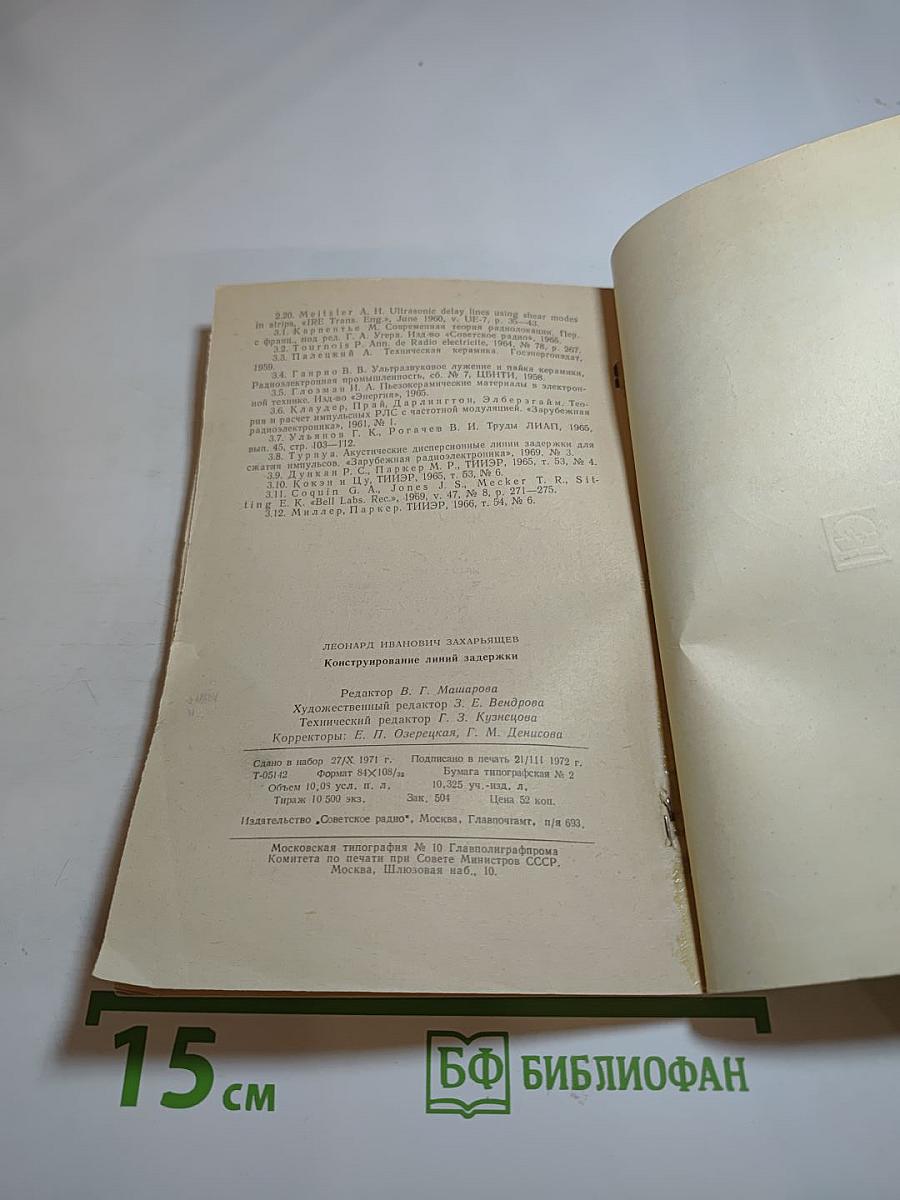 2.20. Meitsler A. H. Ultrasonic delay lines using shear modes
in strips, «IRE Trans. Eng.», June 1960, v. UE-7, p. 35—43.
3.1. Карпентье М. Современная теория радиолокации. Пер.
с франц., под ред. Г. А. Угера. Изд-во «Советское радио», 1965.
3.2. Tournois P. Ann. de Radio electricite, 1964, № 78, p. 267.
3.3. Палецкий А. Техническая керамика. Госэнергоиздат,
1959.
3.4. Ганрио В. В. Ультразвуковое лужение и пайка керамики,
Радиоэлектронная промышленность, сб. № 7, ЦБНТИ, 1958.
3.5. Глозман И. А. Пьезокерамические материалы в электрон-
ной технике. Изд-во «Энергия», 1965.
3.6. Клаудер, Прай, Дарлингтон, Элберзгайм. Тео-
рия и расчет импульсных РЛС с частотной модуляцией. «Зарубежная
радиоэлектроника», 1961, № 1.
3.7. Ульянов Г. К., Рогачев В. И. Труды ЛИАП, 1965,
вып. 45, стр. 103—112.
3.8. Турнуа. Акустические дисперсионные линии задержки для
сжатия импульсов. «Зарубежная радиоэлектроника», 1969, № 3.
3.9. Дункан Р. С., Паркер М. Р., ТИИЭР, 1965, т. 53, № 4.
3.10. Кокэн и Цу, ТИИЭР, 1965, т. 53, № 6.
3.11. Coquin G. A., Jones J. S., Mecker T. R., Sit-
ting E. K. «Bell Labs. Rec.», 1969, v. 47, № 8, p. 271—275.
3.12. Миллер, Паркер. ТИИЭР, 1966, т. 54, № 6.
ЛЕОНАРД ИВАНОВИЧ ЗАХАРЬЯЩЕВ
Конструирование линий задержки
Редактор В. Г. Машарова
Художественный редактор З. Е. Вендрова
Технический редактор Г. З. Кузнецова
Корректоры: Е. П. Озерецкая, Г. М. Денисова
Сдано в набор 27/X 1971 г. Подписано в печать 21/III 1972 г.
Т-05142 Формат 84×108/32 Бумага типографская № 2
Объем 10,08 усл. п. л. 10,325 уч.-изд. л.
Тираж 10 500 экз. Зак. 504 Цена 52 коп.
Издательство „Советское радио“, Москва, Главпочтамт, п/я 693.
Московская типография № 10 Главполиграфпрома
Комитета по печати при Совете Министров СССР.
Москва, Шлюзовая наб., 10.
15 см
БФ БИБЛИОФАН